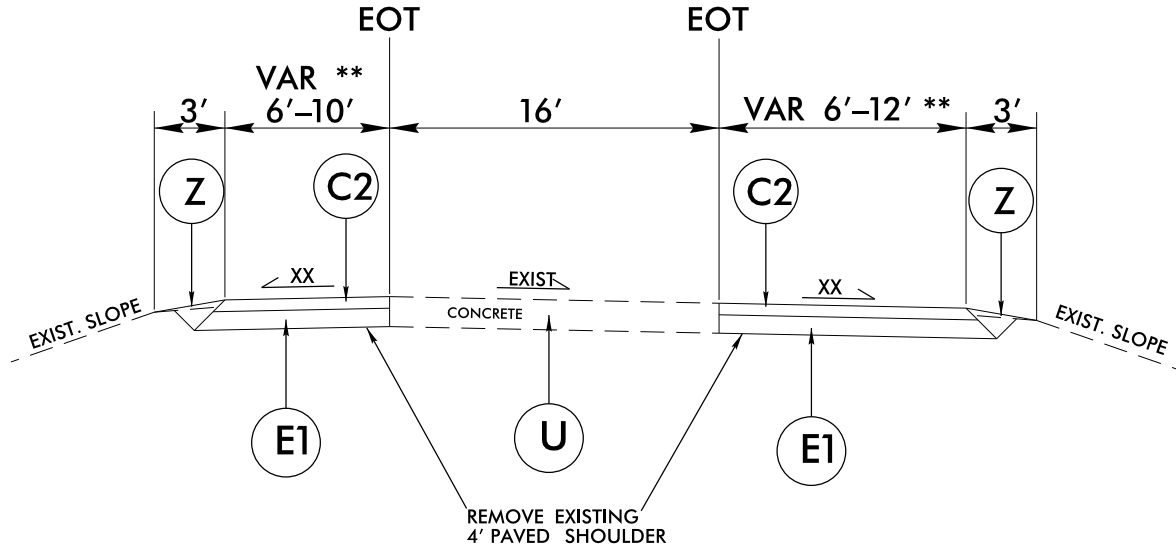 EOT EOT
VAR **
3' 6'–10' 16' VAR 6'–12' ** 3'
Z C2 C2 Z
XX EXIST XX
CONCRETE
EXIST. SLOPE EXIST. SLOPE
E1 U E1
REMOVE EXISTING
4' PAVED SHOULDER